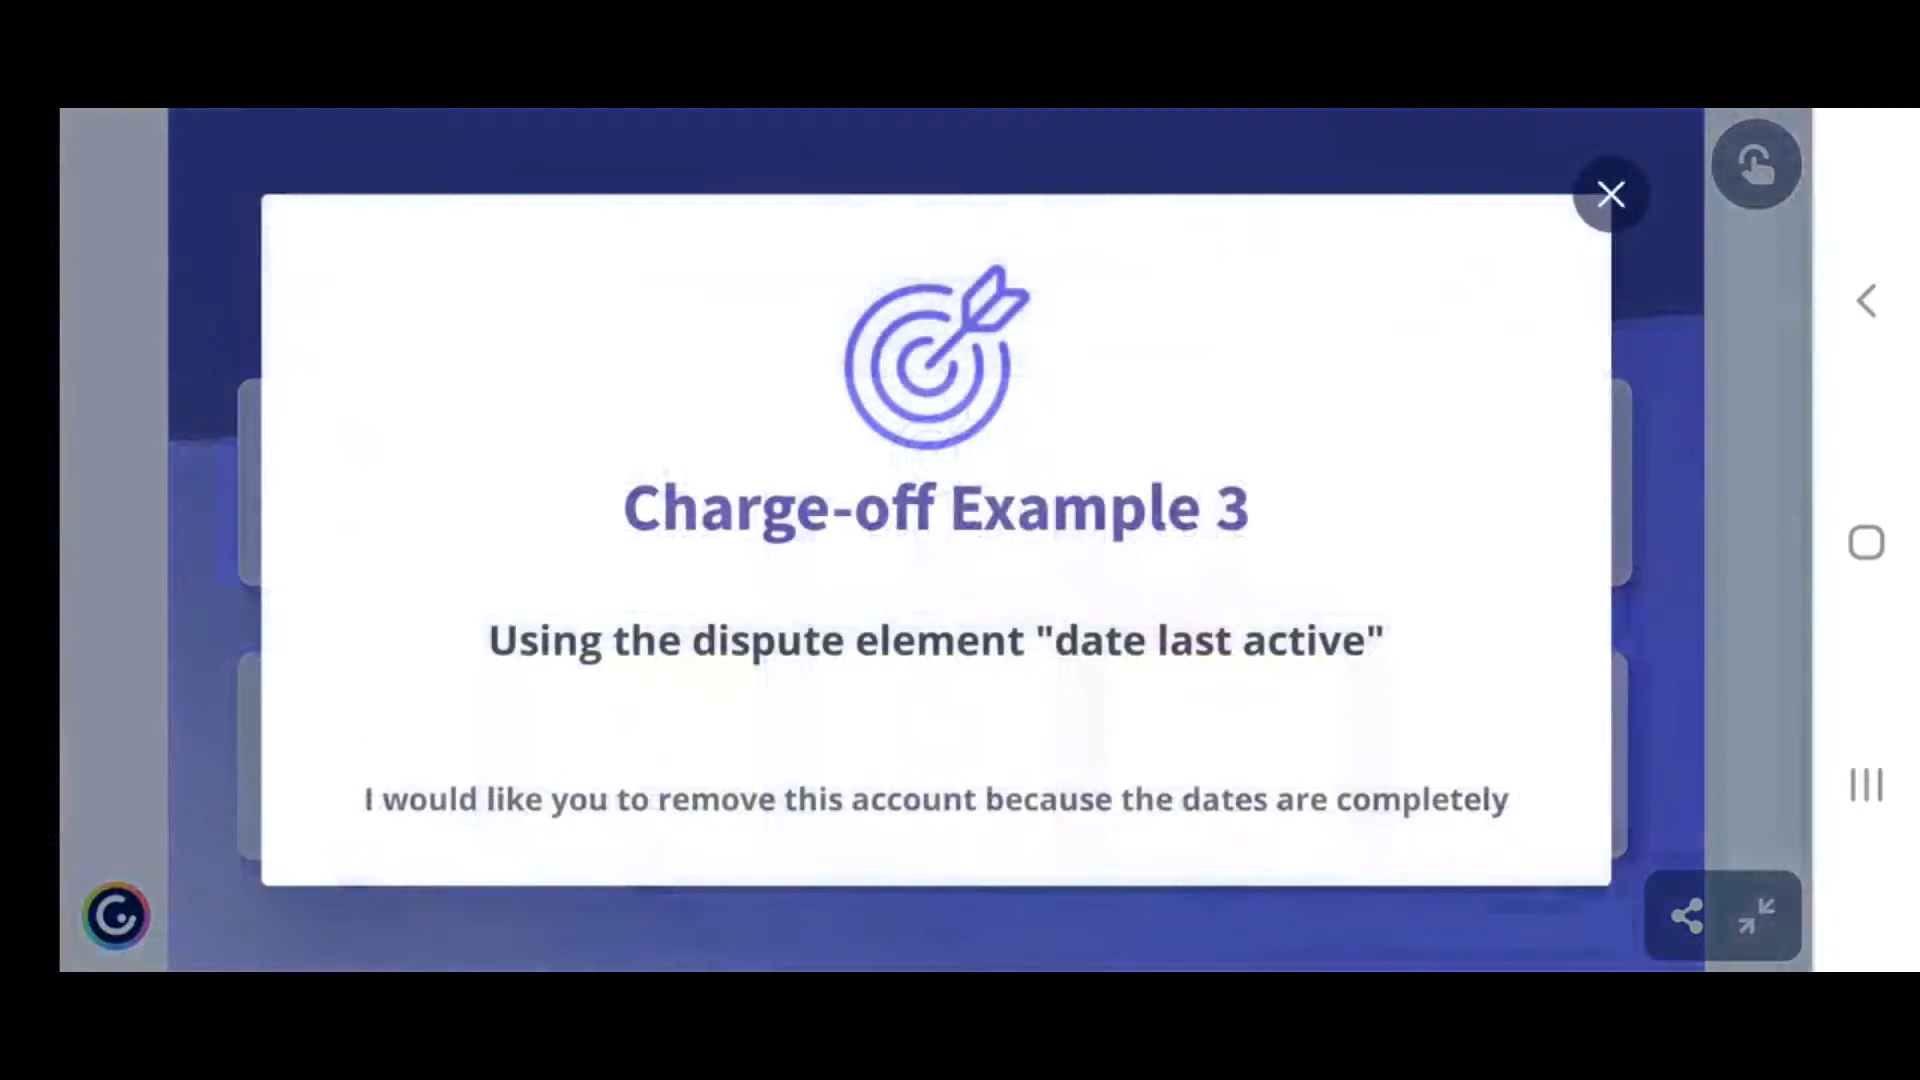 Charge-off Example 3
Using the dispute element "date last active"
I would like you to remove this account because the dates are completely